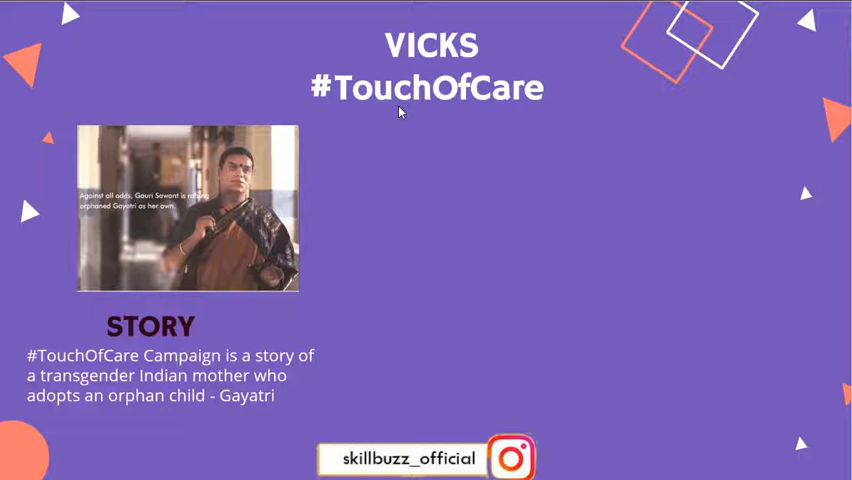 VICKS
#TouchOfCare
Against all odds, Gauri Sawant is raising
orphaned Gayatri as her own.
STORY
#TouchOfCare Campaign is a story of
a transgender Indian mother who
adopts an orphan child - Gayatri
skillbuzz_official